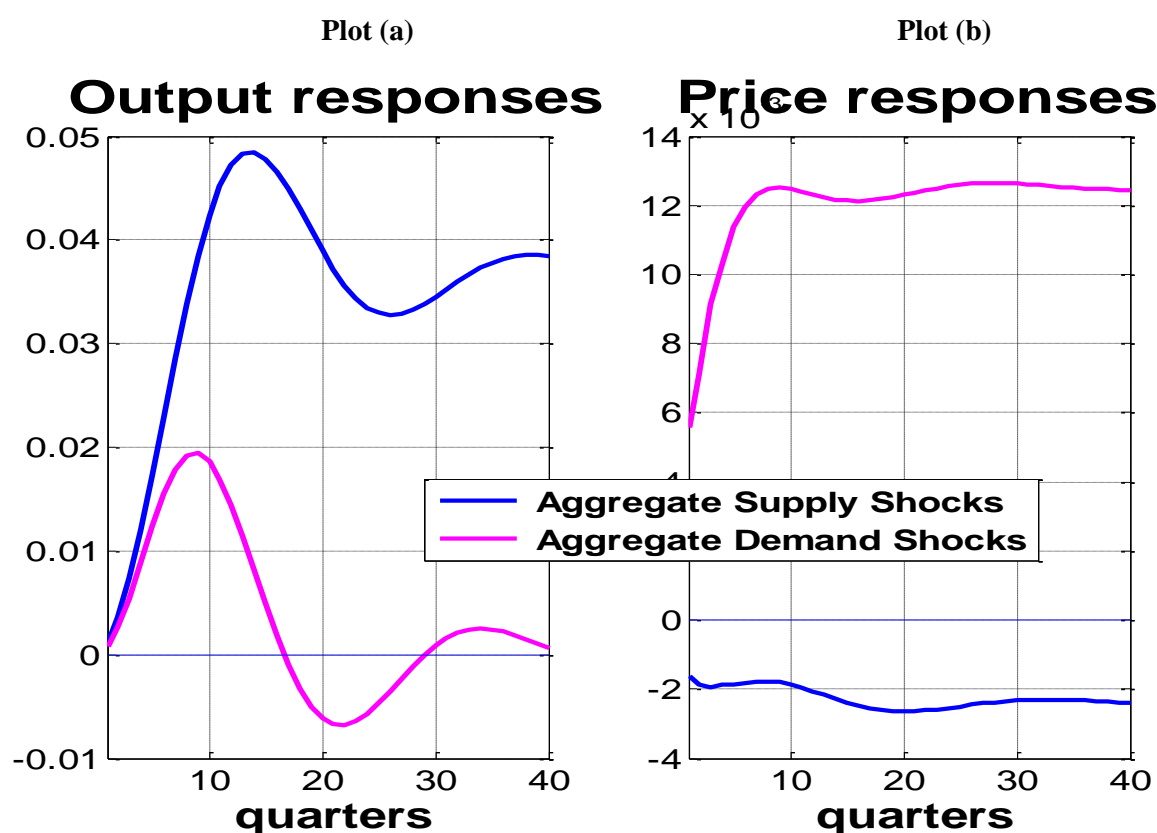 Plot (a)
Plot (b)
Output responses
0.05
0.04
0.03
0.02
0.01
0
-0.01
10
20
30
40
quarters
Price responses
x 10
14
12
10
8
6
0
-2
-4
10
20
30
40
quarters
Aggregate Supply Shocks
Aggregate Demand Shocks